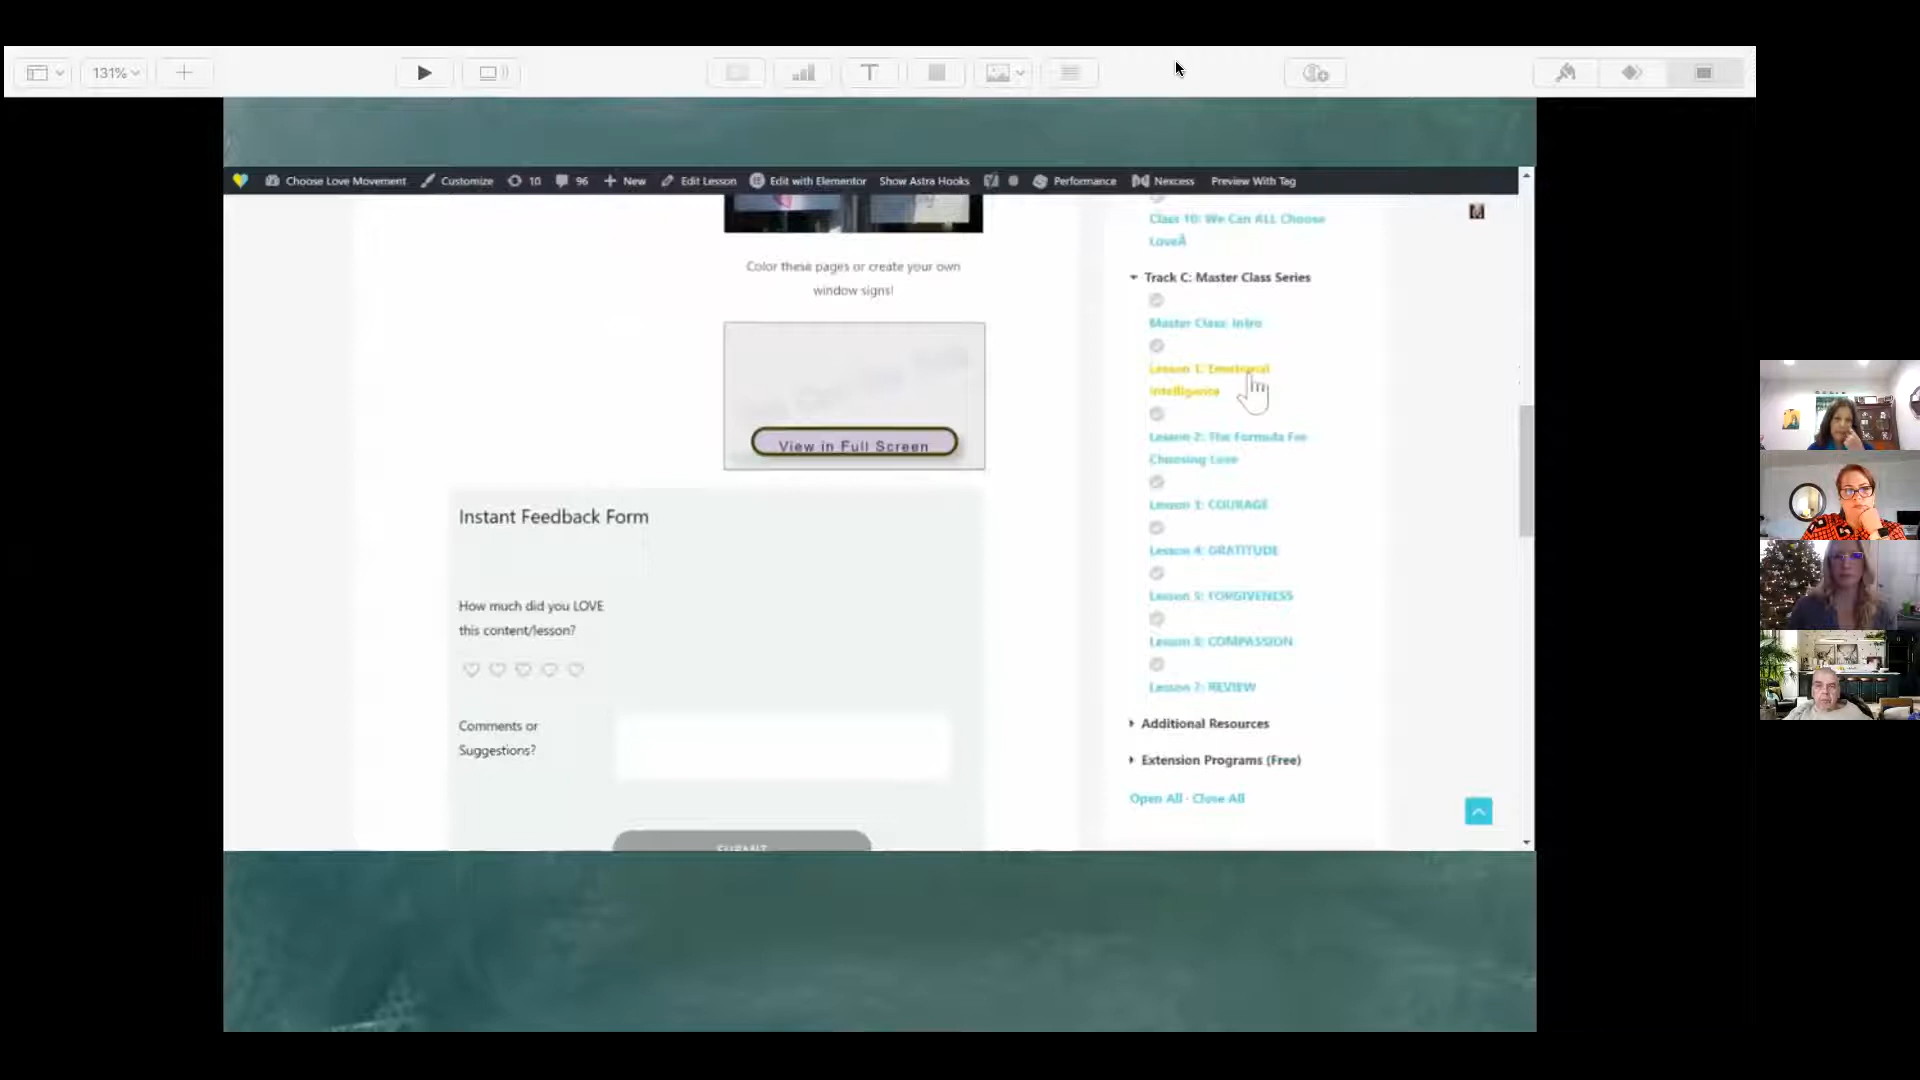 131%
Choose Love Movement Customize 10 96 New Edit Lesson Edit with Elementor Show Astra Hooks Performance Nexcess Preview With Tag
Color these pages or create your own
window signs!
View in Full Screen
Instant Feedback Form
How much did you LOVE
this content/lesson?
Comments or
Suggestions?
SUBMIT
Class 10: We Can ALL Choose
LoveÂ
Track C: Master Class Series
Master Class: Intro
Lesson 1: Emotional
Intelligence
Lesson 2: The Formula For
Choosing Love
Lesson 3: COURAGE
Lesson 4: GRATITUDE
Lesson 5: FORGIVENESS
Lesson 6: COMPASSION
Lesson 7: REVIEW
Additional Resources
Extension Programs (Free)
Open All · Close All